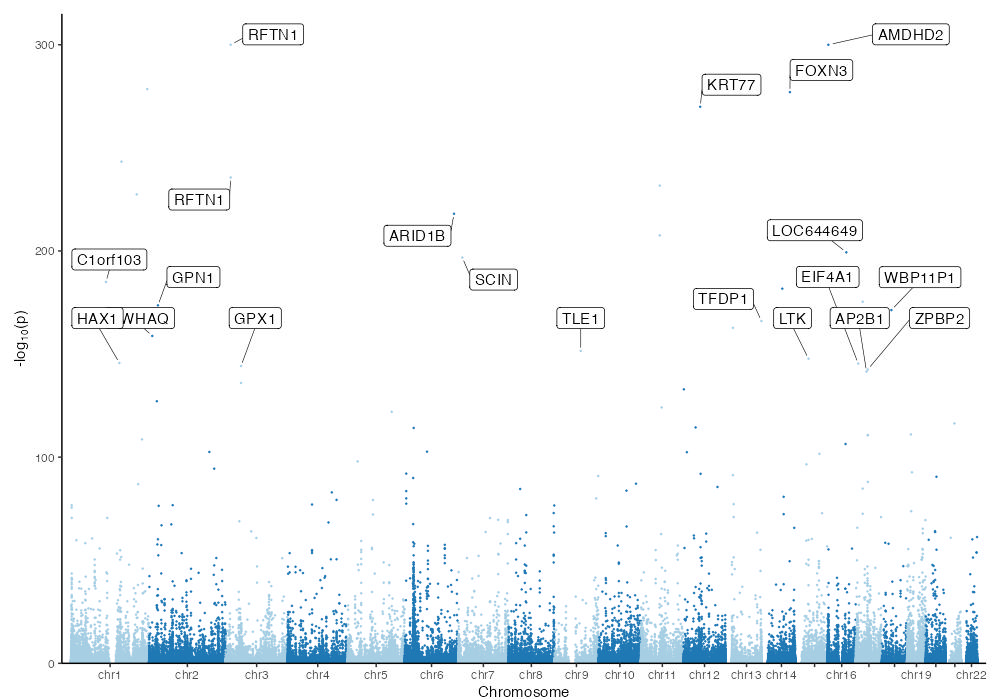 300
200
100
0
-log10(p)
RFTN1
AMDHD2
FOXN3
KRT77
RFTN1
ARID1B
LOC644649
C1orf103
GPN1
SCIN
EIF4A1
WBP11P1
TFDP1
HAX1
WHAQ
GPX1
TLE1
LTK
AP2B1
ZPBP2
chr1 chr2 chr3 chr4 chr5 chr6 chr7 chr8 chr9 chr10 chr11 chr12 chr13 chr14 chr16 chr19 chr22
Chromosome